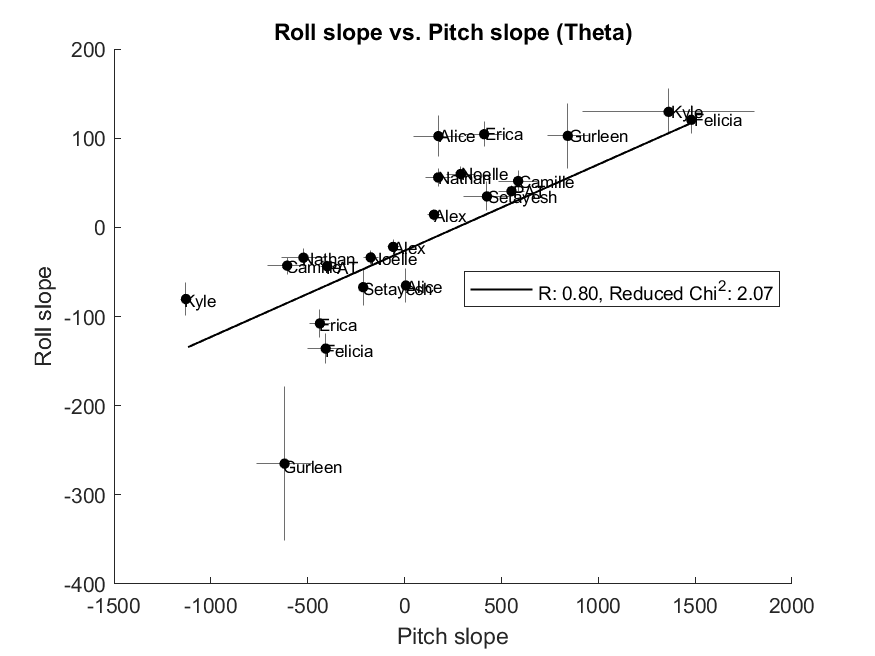 Roll slope vs. Pitch slope (Theta)
200
100
0
-100
-200
-300
-400
Roll slope
Kyle
Felicia
Alice
Erica
Gurleen
Nathan
Noelle
Camille
PAT
Setayesh
Alex
Alex
Nathan
Noelle
Camille
PAT
Setayesh
Alice
Kyle
Erica
Felicia
Gurleen
R: 0.80, Reduced Chi²: 2.07
-1500
-1000
-500
0
500
1000
1500
2000
Pitch slope